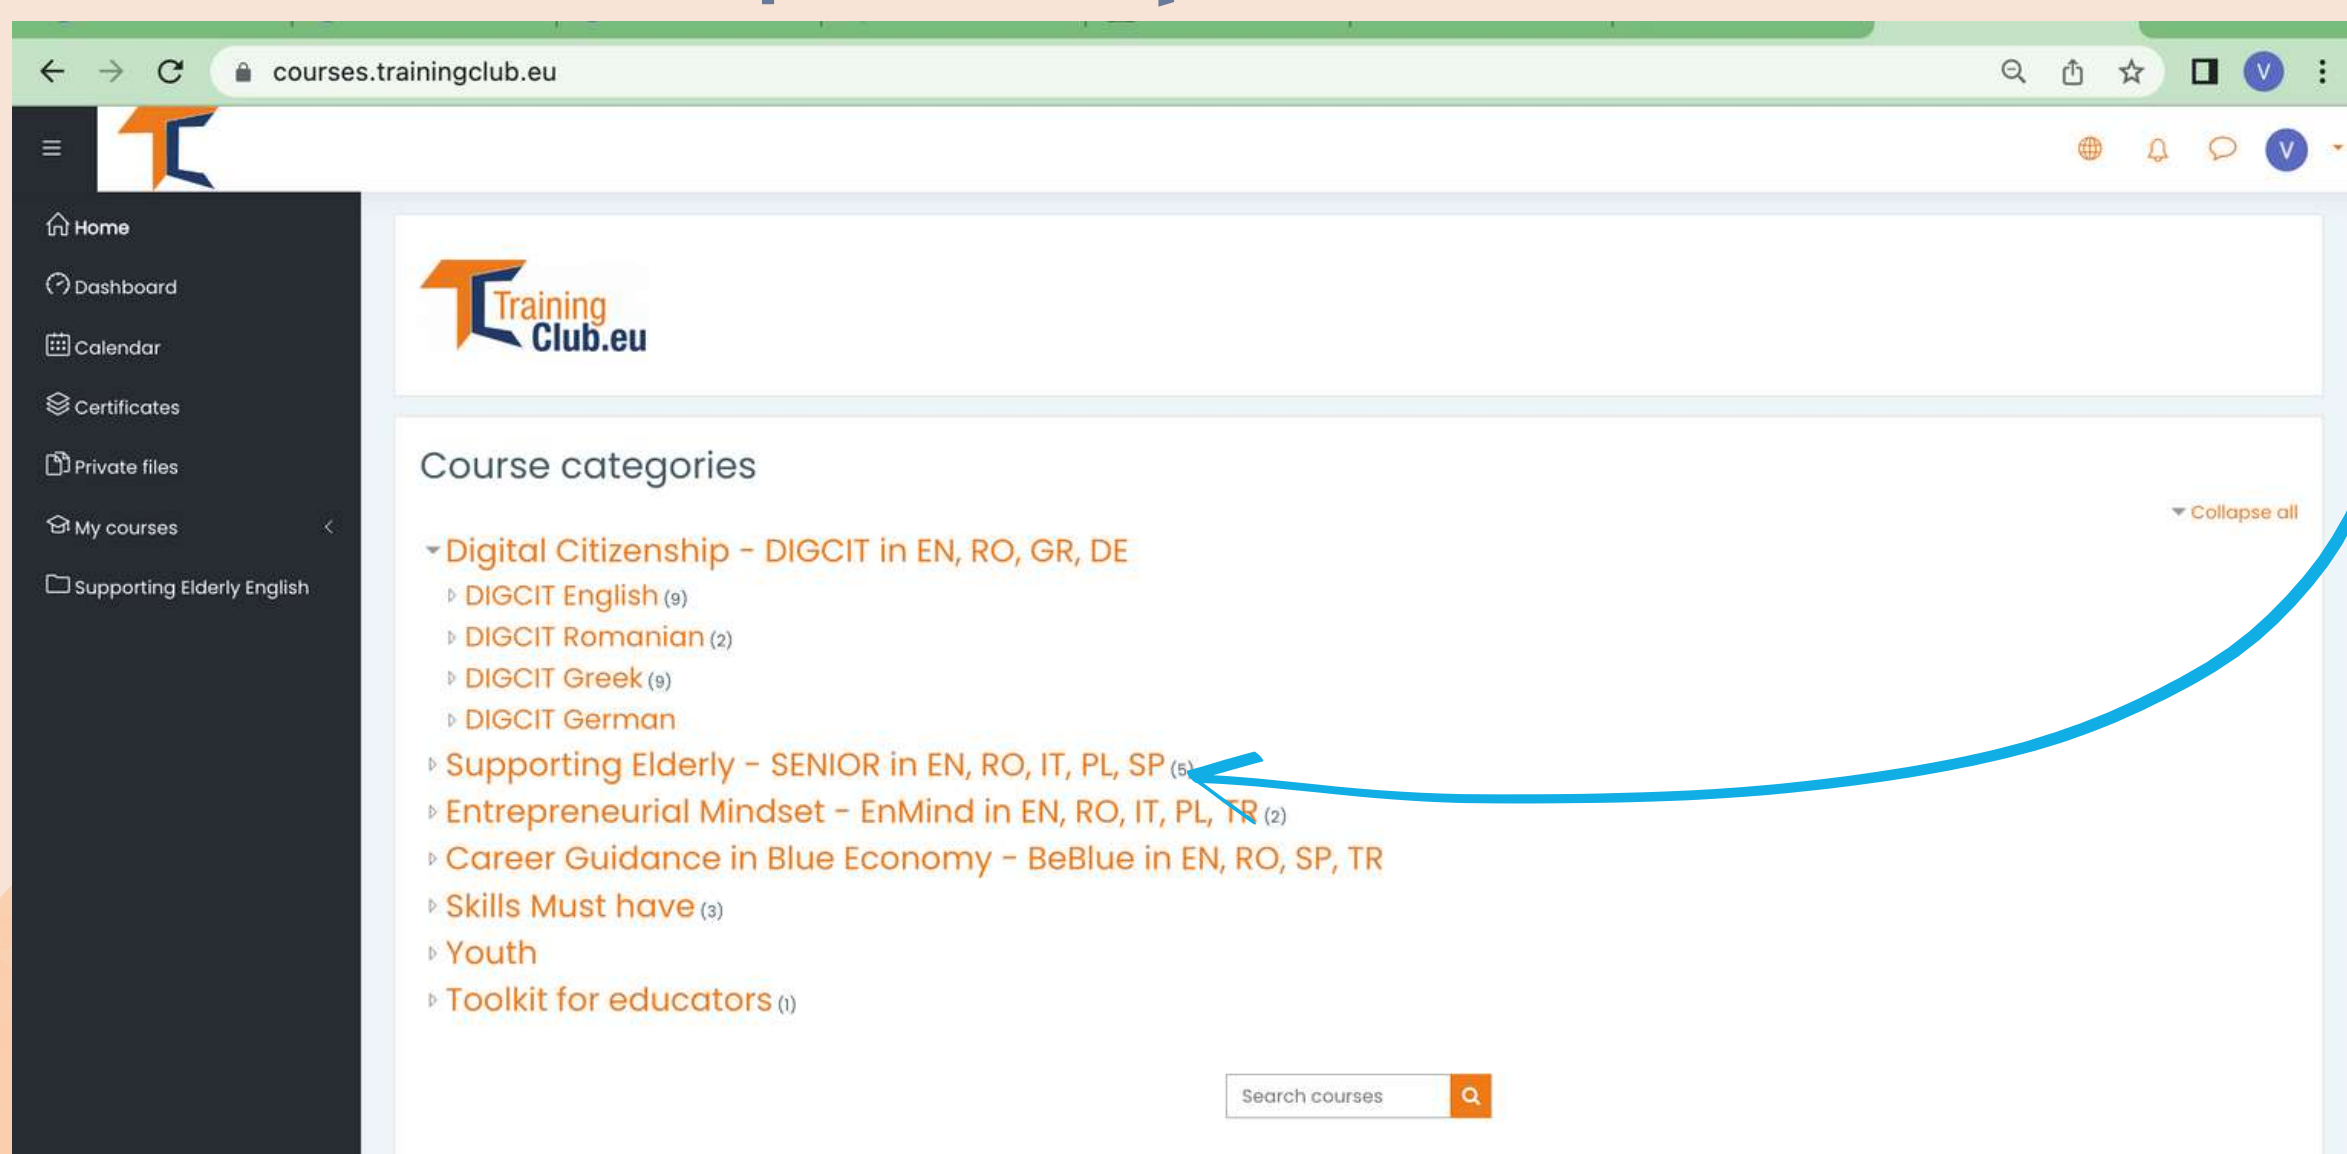 courses.trainingclub.eu
V
V
Home
Dashboard
Calendar
Certificates
Private files
My courses
Supporting Elderly English
Training
Club.eu
Course categories
Collapse all
Digital Citizenship - DIGCIT in EN, RO, GR, DE
DIGCIT English (9)
DIGCIT Romanian (2)
DIGCIT Greek (9)
DIGCIT German
Supporting Elderly - SENIOR in EN, RO, IT, PL, SP (5)
Entrepreneurial Mindset - EnMind in EN, RO, IT, PL, TR (2)
Career Guidance in Blue Economy - BeBlue in EN, RO, SP, TR
Skills Must have (3)
Youth
Toolkit for educators (1)
Search courses